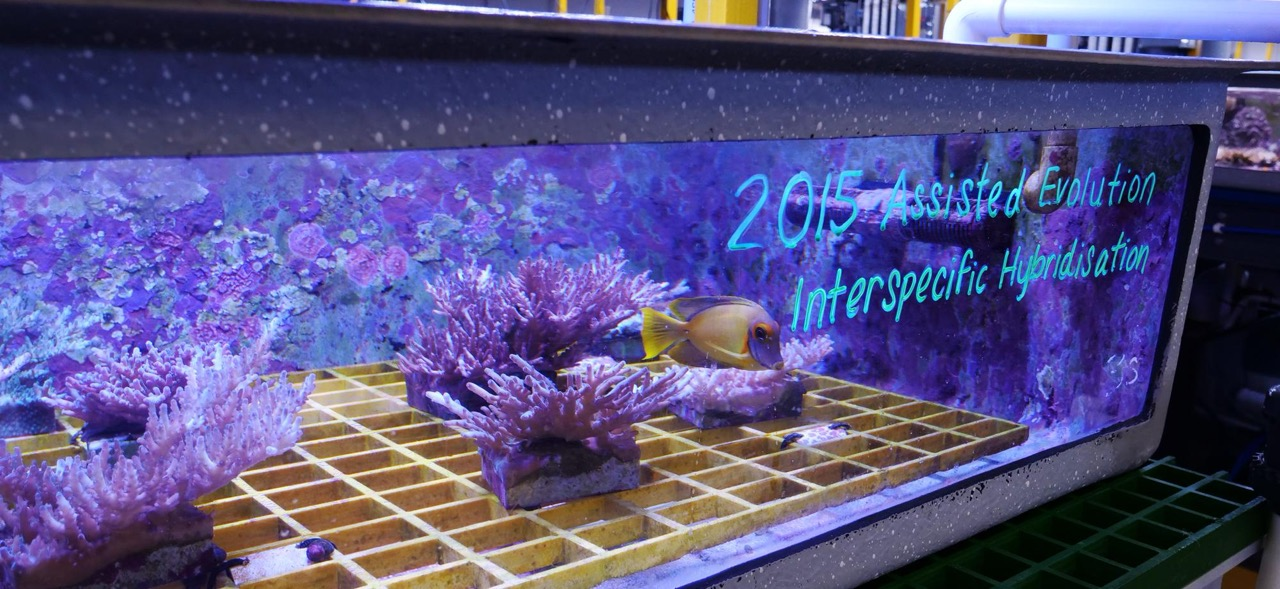 2015 Assisted Evolution
Interspecific Hybridisation